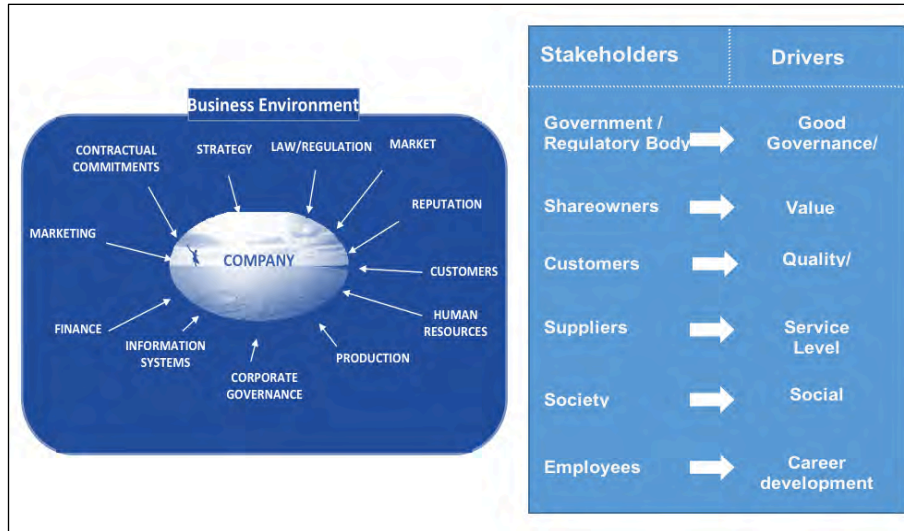 Business Environment
CONTRACTUAL
COMMITMENTS
STRATEGY
LAW/REGULATION
MARKET
REPUTATION
MARKETING
COMPANY
CUSTOMERS
HUMAN
RESOURCES
FINANCE
INFORMATION
SYSTEMS
PRODUCTION
CORPORATE
GOVERNANCE
Stakeholders Drivers
Government /
Regulatory Body
Good
Governance/
Shareowners Value
Customers Quality/
Suppliers Service
Level
Society Social
Employees Career
development